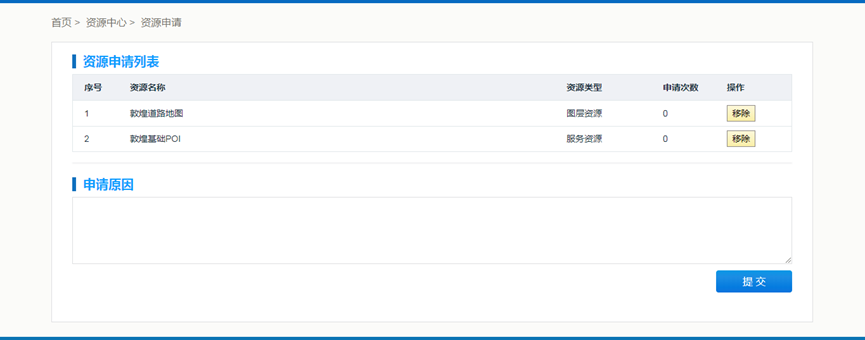 首页 > 资源中心 > 资源申请
资源申请列表
序号 资源名称 资源类型 申请次数 操作
1 敦煌道路地图 图层资源 0 移除
2 敦煌基础POI 服务资源 0 移除
申请原因
提 交